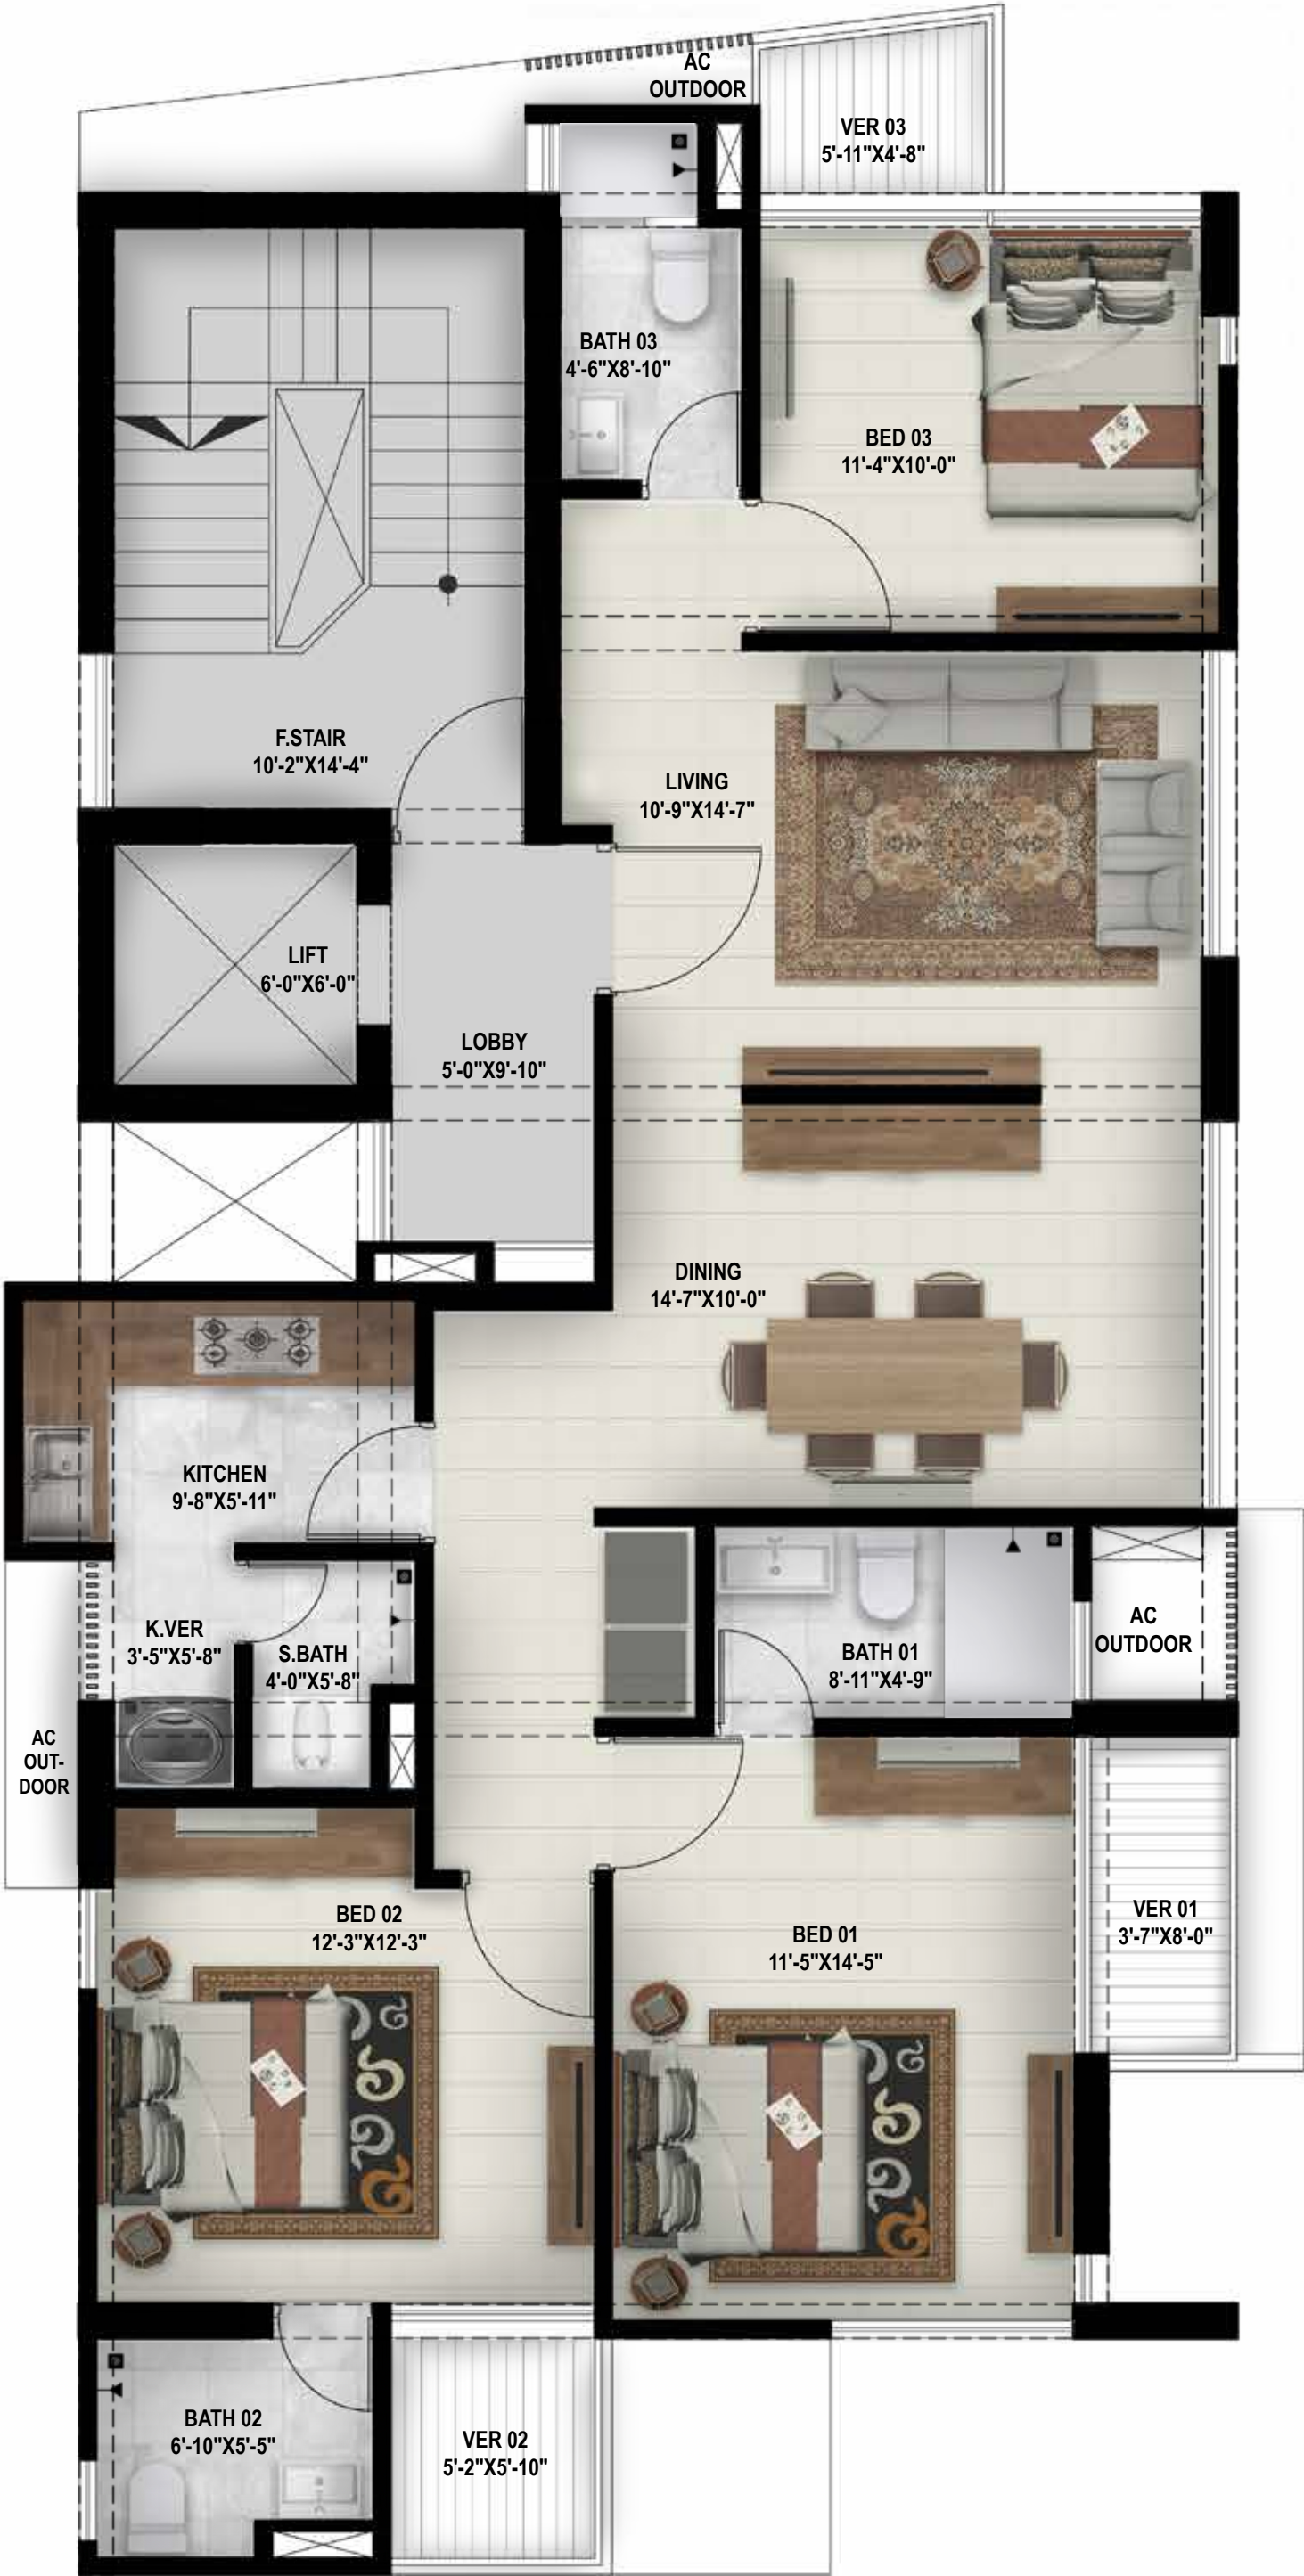 AC
OUTDOOR
VER 03
5'-11"X4'-8"
BATH 03
4'-6"X8'-10"
BED 03
11'-4"X10'-0"
F.STAIR
10'-2"X14'-4"
LIVING
10'-9"X14'-7"
LIFT
6'-0"X6'-0"
LOBBY
5'-0"X9'-10"
DINING
14'-7"X10'-0"
KITCHEN
9'-8"X5'-11"
K.VER
3'-5"X5'-8"
S.BATH
4'-0"X5'-8"
BATH 01
8'-11"X4'-9"
AC
OUTDOOR
AC
OUT-
DOOR
BED 02
12'-3"X12'-3"
BED 01
11'-5"X14'-5"
VER 01
3'-7"X8'-0"
BATH 02
6'-10"X5'-5"
VER 02
5'-2"X5'-10"